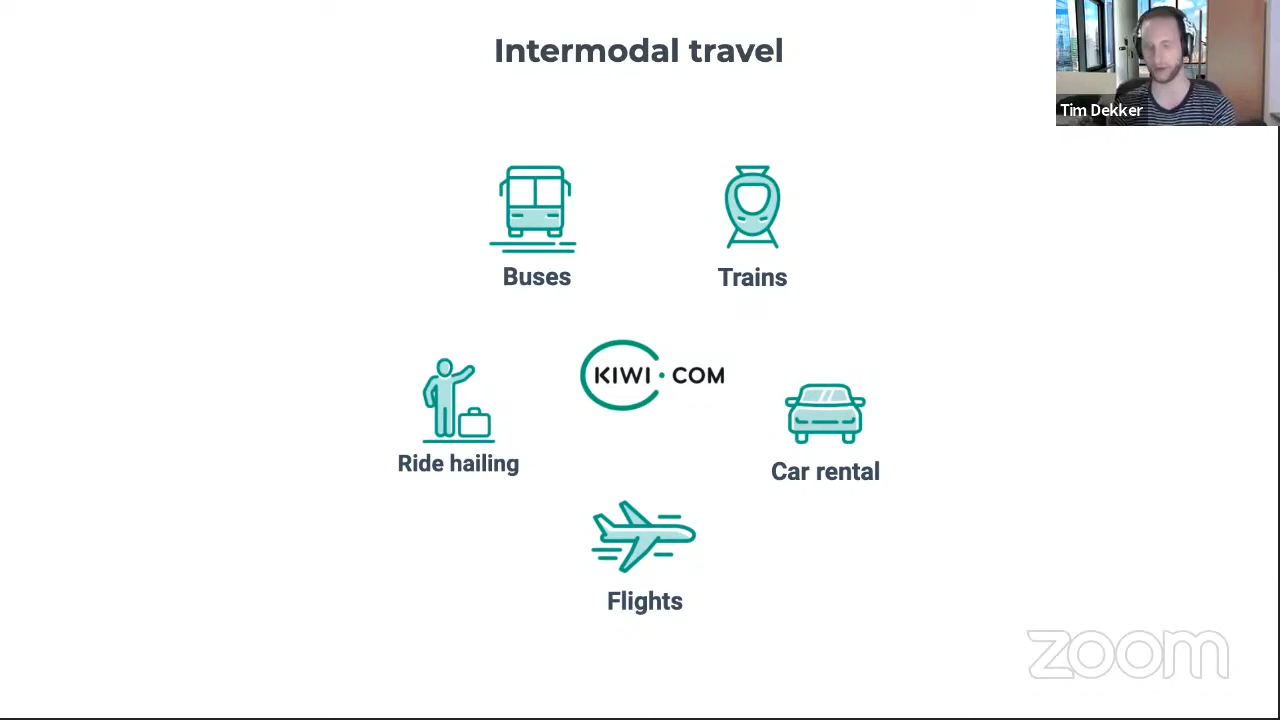 Intermodal travel
Tim Dekker
Buses
Trains
KIWI·COM
Ride hailing
Car rental
Flights
zoom